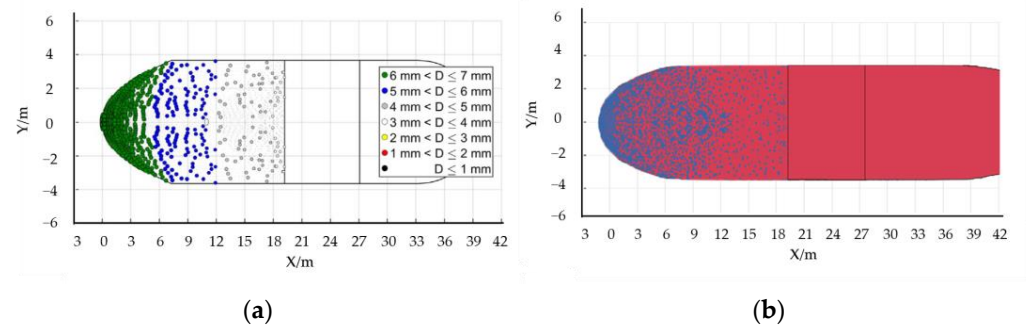 6
4
2
0
−2
−4
−6
Y/m
3 0 3 6 9 12 15 18 21 24 27 30 33 36 39 42
X/m
6 mm < D ≤ 7 mm
5 mm < D ≤ 6 mm
4 mm < D ≤ 5 mm
3 mm < D ≤ 4 mm
2 mm < D ≤ 3 mm
1 mm < D ≤ 2 mm
D ≤ 1 mm
(a)
6
4
2
0
−2
−4
−6
Y/m
3 0 3 6 9 12 15 18 21 24 27 30 33 36 39 42
X/m
(b)